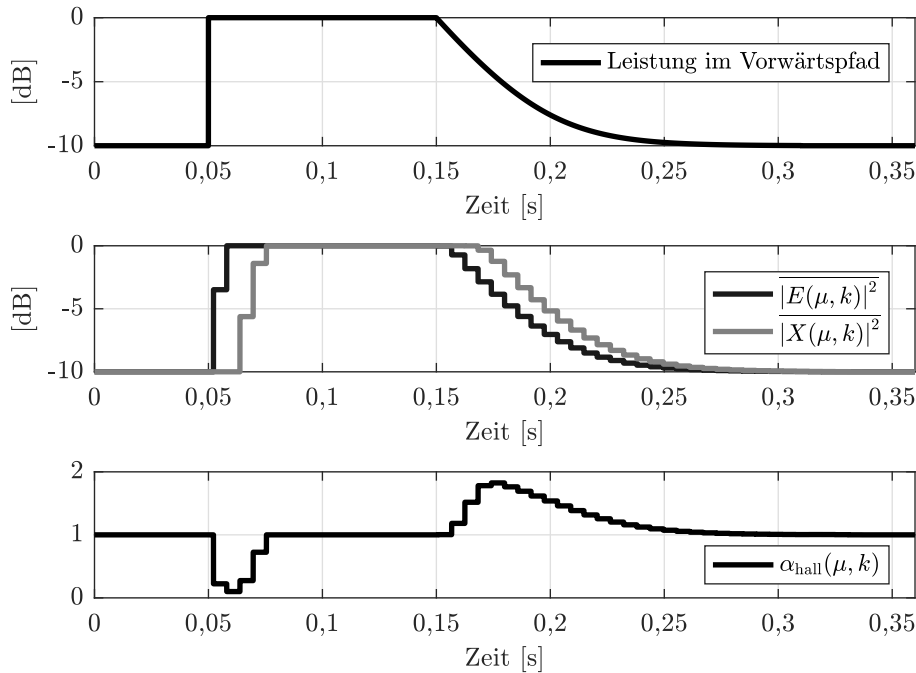 0
-5
-10
[dB]
Leistung im Vorwärtspfad
0 0,05 0,1 0,15 0,2 0,25 0,3 0,35
Zeit [s]
0
-5
-10
[dB]
|E(μ, k)|²
|X(μ, k)|²
0 0,05 0,1 0,15 0,2 0,25 0,3 0,35
Zeit [s]
2
1
0
α_hall(μ, k)
0 0,05 0,1 0,15 0,2 0,25 0,3 0,35
Zeit [s]